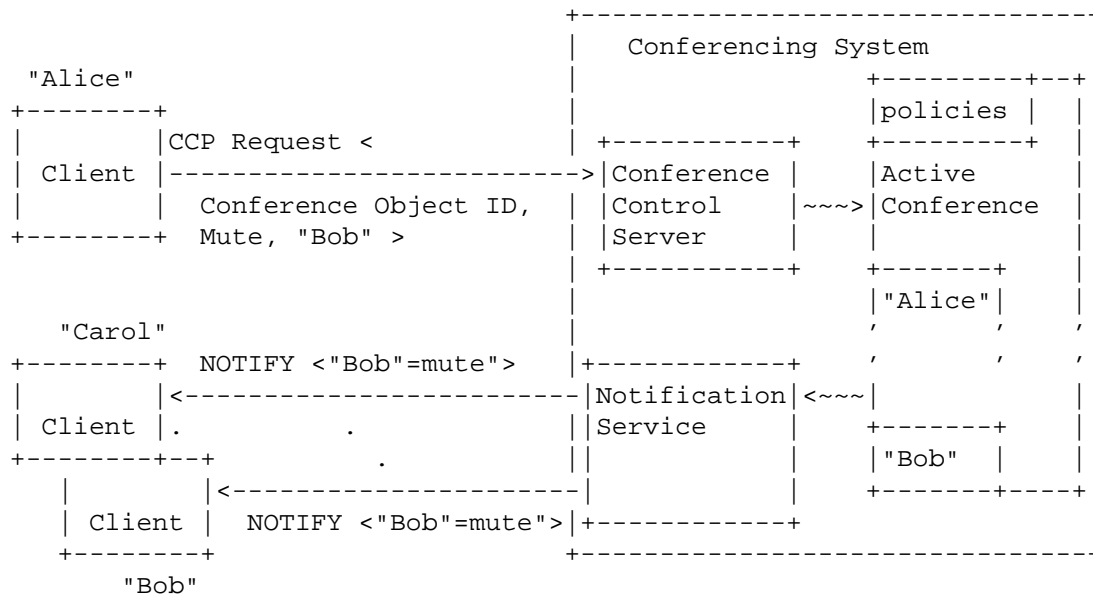 Conferencing System
"Alice"
policies
CCP Request <
Client
Conference
Control
Server
Active
Conference
Conference Object ID,
Mute, "Bob" >
"Alice"
"Carol"
NOTIFY <"Bob"=mute">
Notification
Service
Client
"Bob"
Client
NOTIFY <"Bob"=mute">
"Bob"